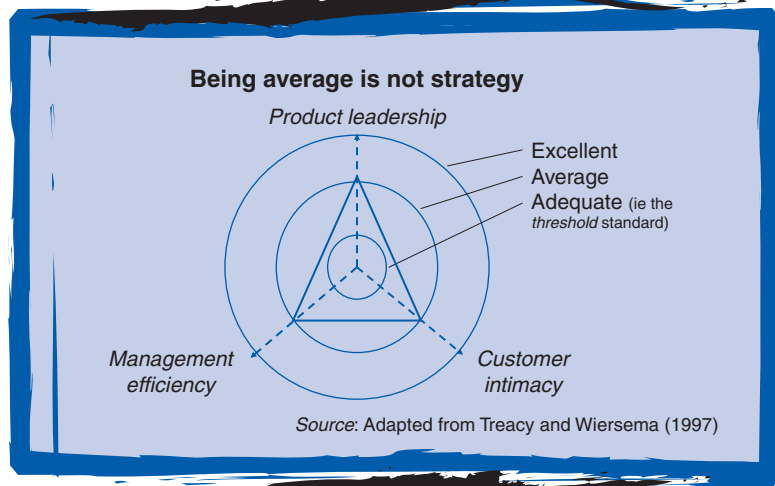 Being average is not strategy
Product leadership
Excellent
Average
Adequate (ie the
threshold standard)
Management
efficiency
Customer
intimacy
Source: Adapted from Treacy and Wiersema (1997)